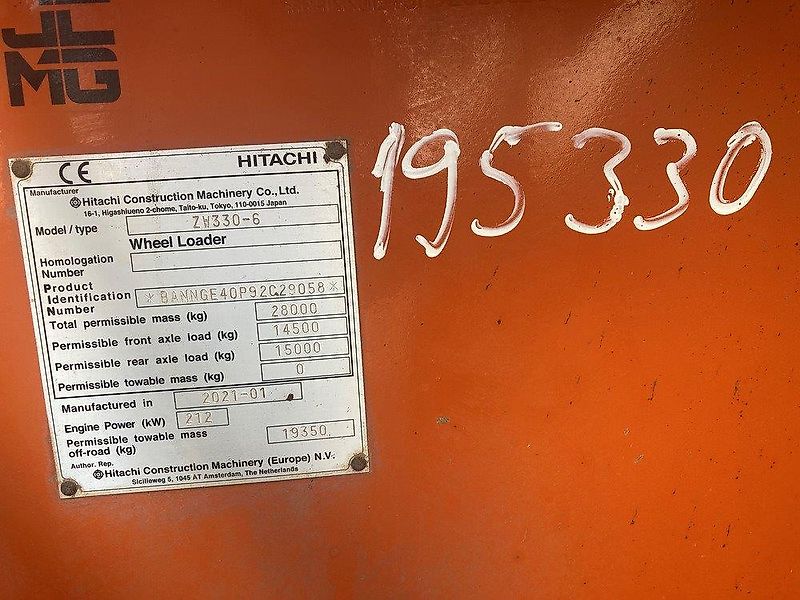 MG
195330
CE HITACHI
Manufacturer
Hitachi Construction Machinery Co., Ltd.
16-1, Higashiueno 2-chome, Taito-ku, Tokyo, 110-0015 Japan
Model / type ZW330-6
Wheel Loader
Homologation Number
Product Identification Number
Total permissible mass (kg) 28000
Permissible front axle load (kg) 14500
Permissible rear axle load (kg) 15000
Permissible towable mass (kg) 0
Manufactured in 2021-01
Engine Power (kW) 212
Permissible towable mass off-road (kg) 19350
Author. Rep.
Hitachi Construction Machinery (Europe) N.V.
Sicilieweg 5, 1045 AT Amsterdam, The Netherlands